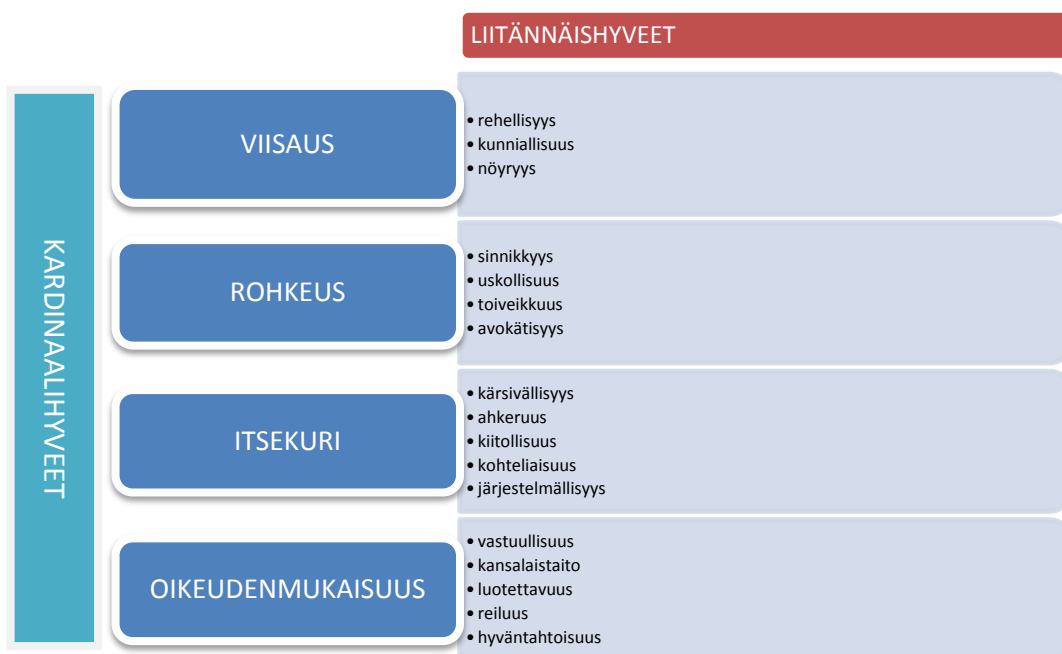 LIITÄNNÄISHYVEET
KARDINAALIHYVEET
VIISAUS
• rehellisyys
• kunniallisuus
• nöyryys
ROHKEUS
• sinnikkyys
• uskollisuus
• toiveikkuus
• avokätisyys
ITSEKURI
• kärsivällisyys
• ahkeruus
• kiitollisuus
• kohteliaisuus
• järjestelmällisyys
OIKEUDENMUKAISUUS
• vastuullisuus
• kansalaistaito
• luotettavuus
• reiluus
• hyväntahtoisuus